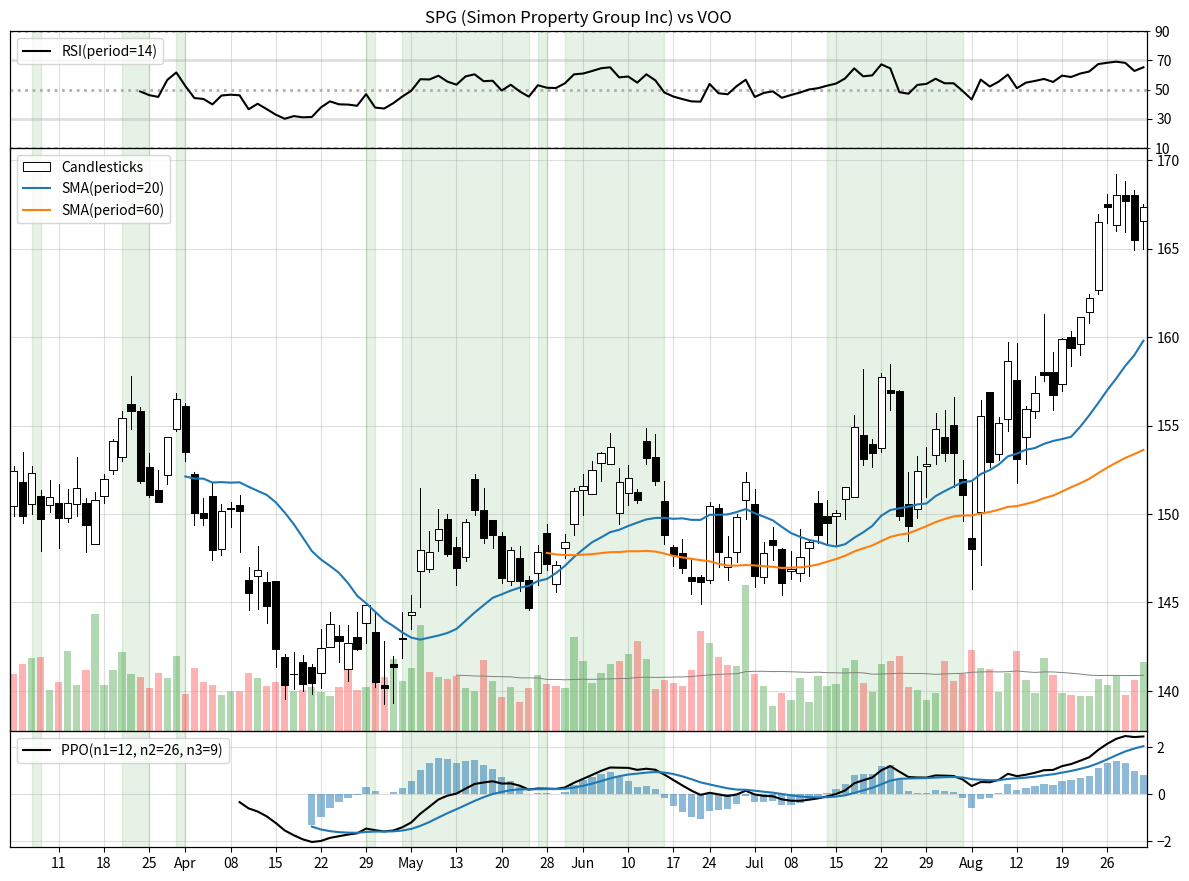 SPG (Simon Property Group Inc) vs VOO
RSI(period=14)
90
70
50
30
10
Candlesticks
SMA(period=20)
SMA(period=60)
170
165
160
155
150
145
140
PPO(n1=12, n2=26, n3=9)
2
0
−2
11 18 25 Apr 08 15 22 29 May 13 20 28 Jun 10 17 24 Jul 08 15 22 29 Aug 12 19 26